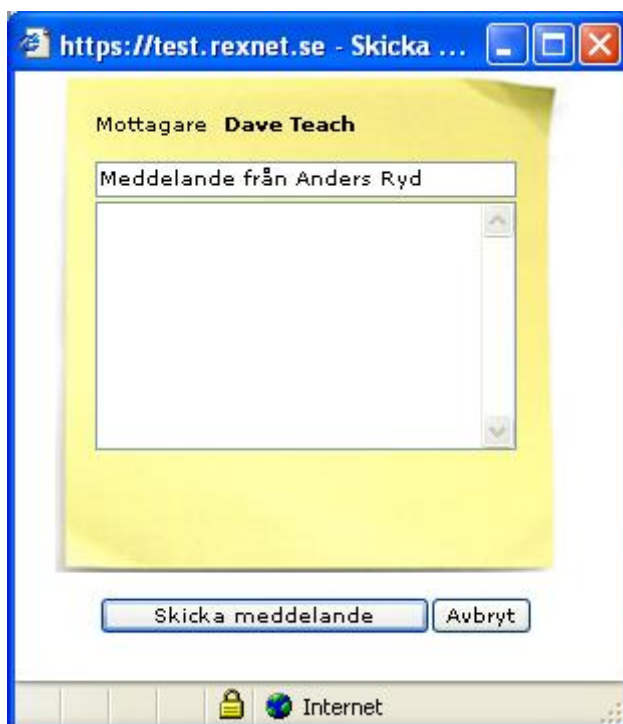 https://test.rexnet.se - Skicka ...
Mottagare Dave Teach
Meddelande från Anders Ryd
Skicka meddelande Avbryt
Internet